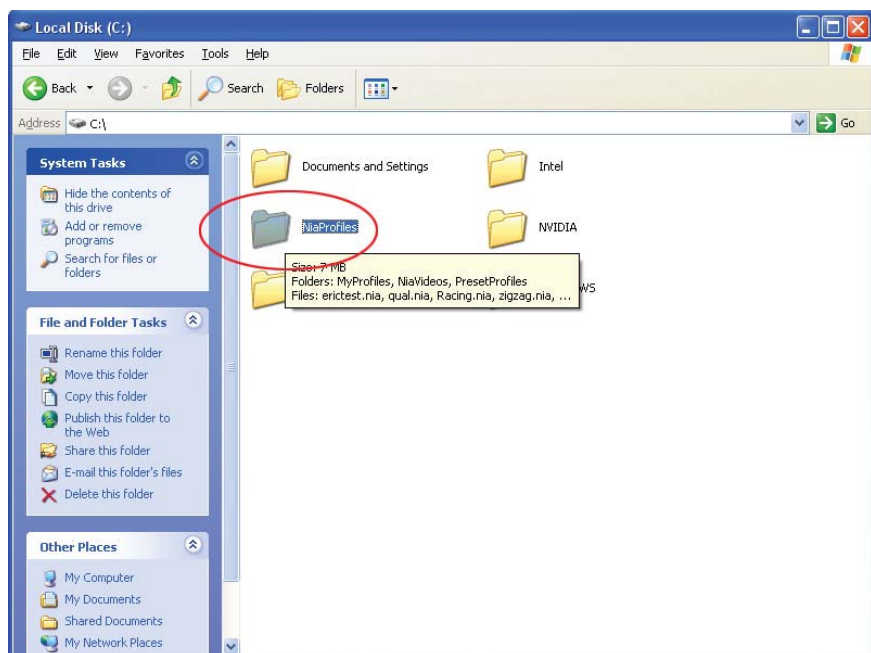 Local Disk (C:)
File Edit View Favorites Tools Help
Back Search Folders
Address C:\ Go
System Tasks
Hide the contents of
this drive
Add or remove
programs
Search for files or
folders
File and Folder Tasks
Rename this folder
Move this folder
Copy this folder
Publish this folder to
the Web
Share this folder
E-mail this folder's files
Delete this folder
Other Places
My Computer
My Documents
Shared Documents
My Network Places
Documents and Settings
Intel
NiaProfiles
NVIDIA
Size: 7 MB
Folders: MyProfiles, NiaVideos, PresetProfiles
Files: erictest.nia, qual.nia, Racing.nia, zigzag.nia, ...
WS